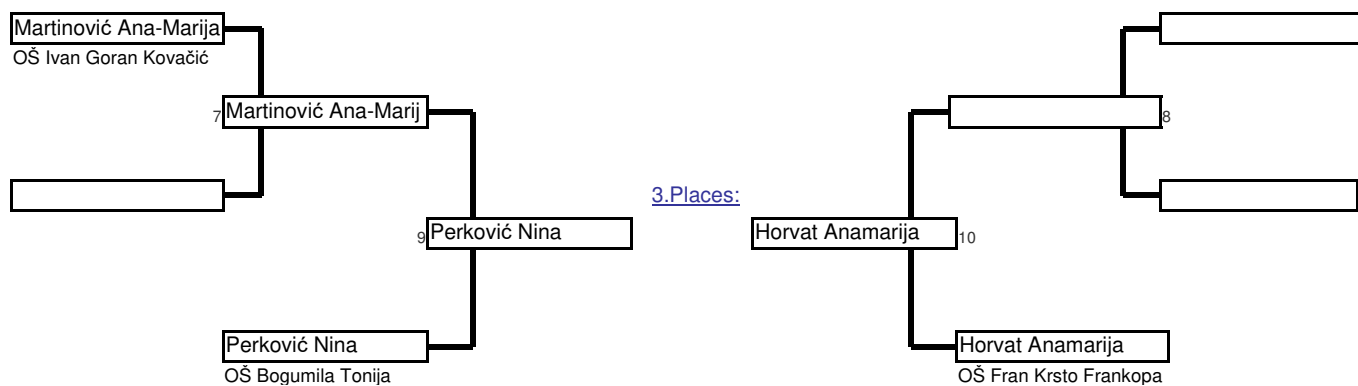 Martinović Ana-Marija
OŠ Ivan Goran Kovačić
7 Martinović Ana-Marij
8
3.Places:
9 Perković Nina
Horvat Anamarija 10
Perković Nina
OŠ Bogumila Tonija
Horvat Anamarija
OŠ Fran Krsto Frankopa